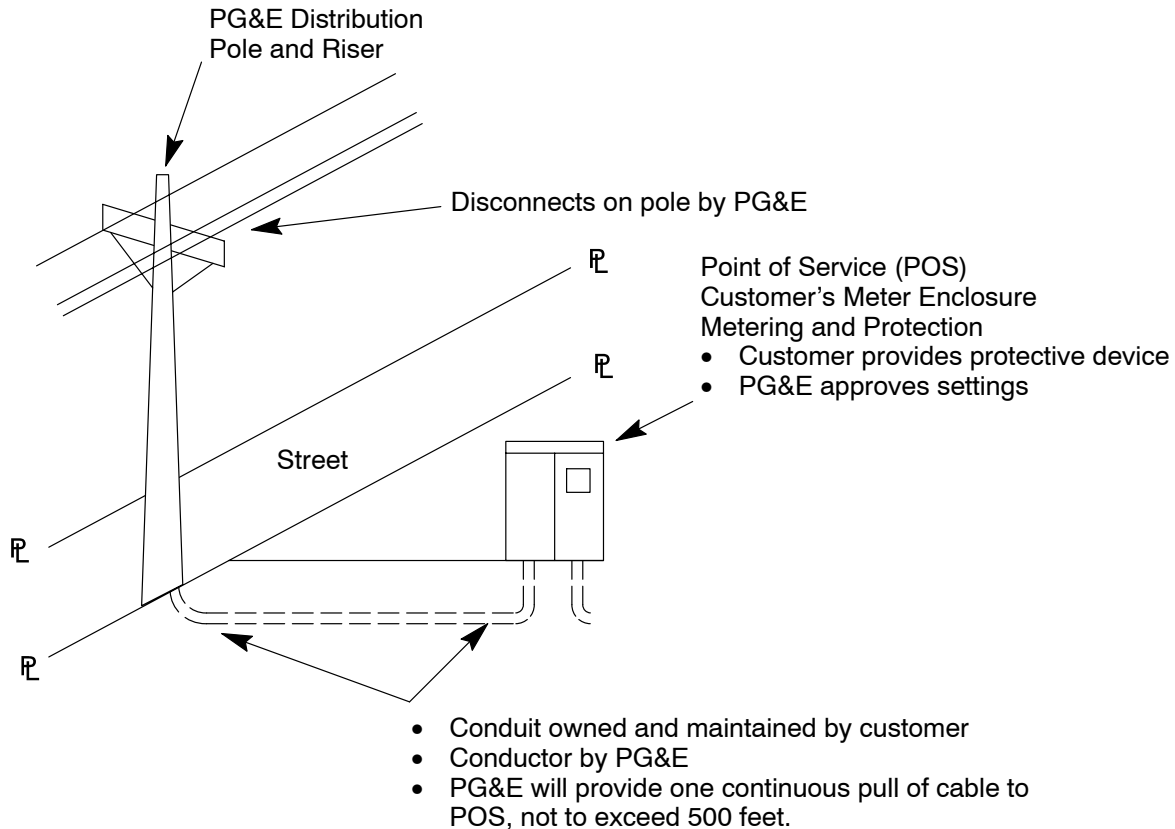 PG&E Distribution
Pole and Riser
Disconnects on pole by PG&E
Point of Service (POS)
Customer's Meter Enclosure
Metering and Protection
• Customer provides protective device
• PG&E approves settings
℄
℄
Street
℄
℄
• Conduit owned and maintained by customer
• Conductor by PG&E
• PG&E will provide one continuous pull of cable to
POS, not to exceed 500 feet.